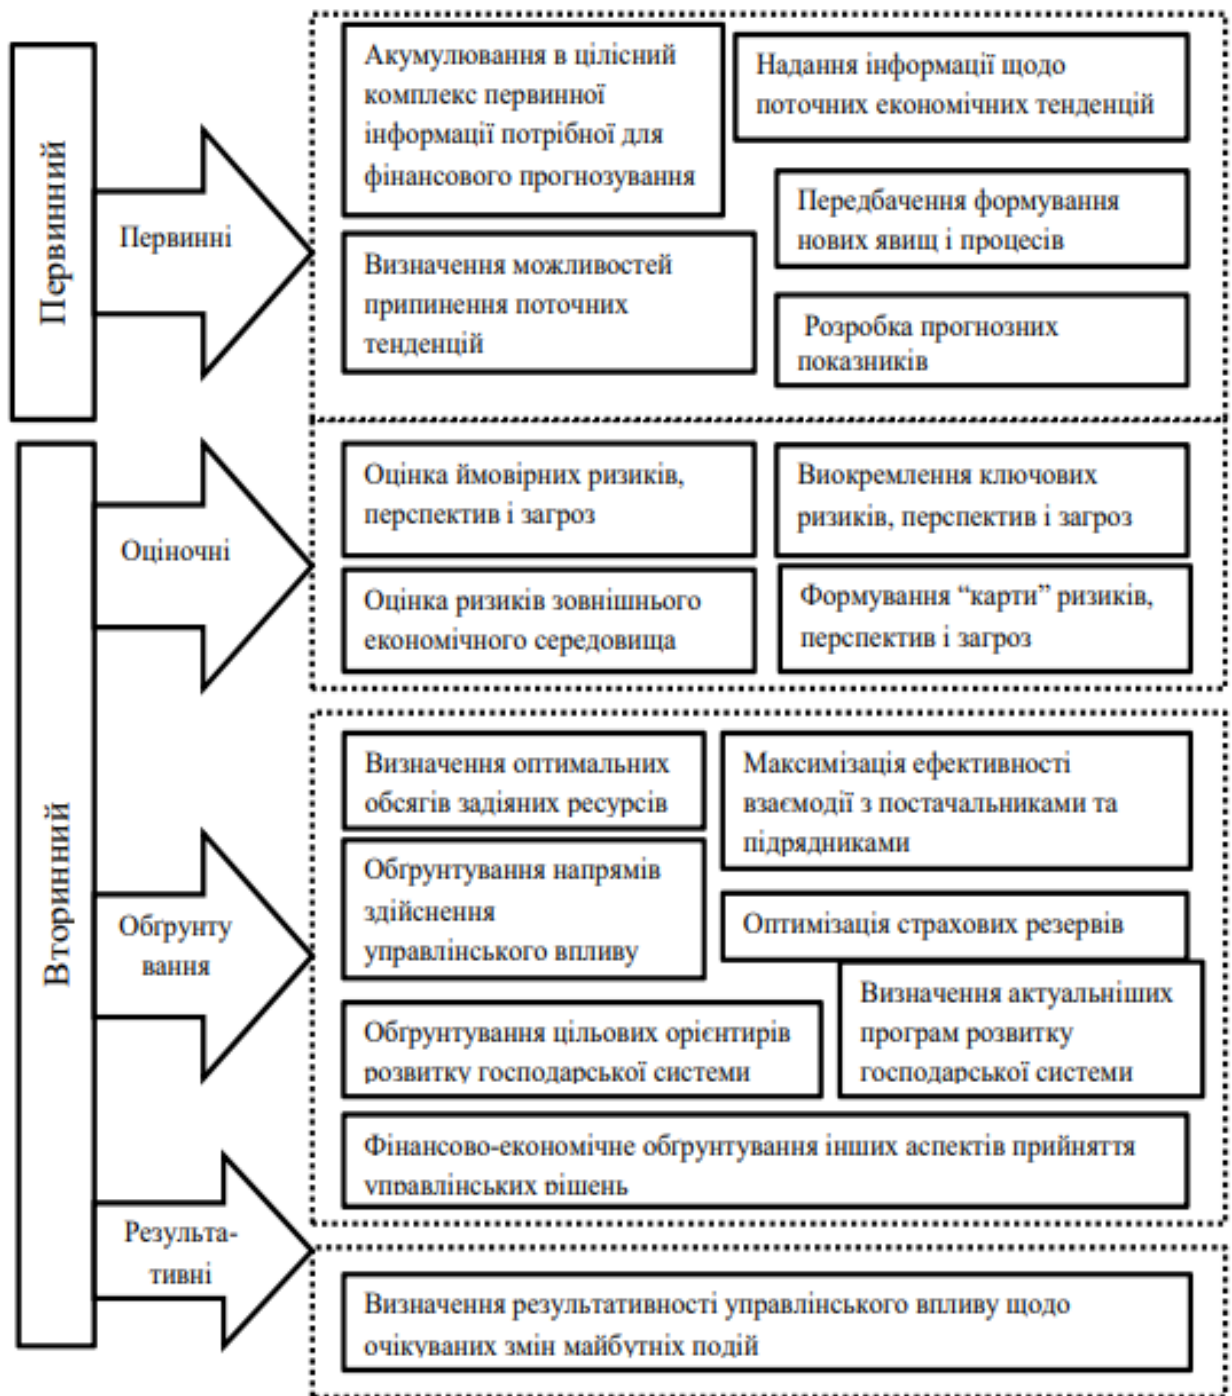 Первинний
Первинні
Акумулювання в цілісний
комплекс первинної
інформації потрібної для
фінансового прогнозування
Надання інформації щодо
поточних економічних тенденцій
Передбачення формування
нових явищ і процесів
Визначення можливостей
припинення поточних
тенденцій
Розробка прогнозних
показників
Вторинний
Оціночні
Оцінка ймовірних ризиків,
перспектив і загроз
Виокремлення ключових
ризиків, перспектив і загроз
Оцінка ризиків зовнішнього
економічного середовища
Формування “карти” ризиків,
перспектив і загроз
Обґрунту
вання
Визначення оптимальних
обсягів задіяних ресурсів
Максимізація ефективності
взаємодії з постачальниками та
підрядниками
Обґрунтування напрямів
здійснення
управлінського впливу
Оптимізація страхових резервів
Обґрунтування цільових орієнтирів
розвитку господарської системи
Визначення актуальніших
програм розвитку
господарської системи
Фінансово-економічне обґрунтування інших аспектів прийняття
управлінських рішень
Результа-
тивні
Визначення результативності управлінського впливу щодо
очікуваних змін майбутніх подій